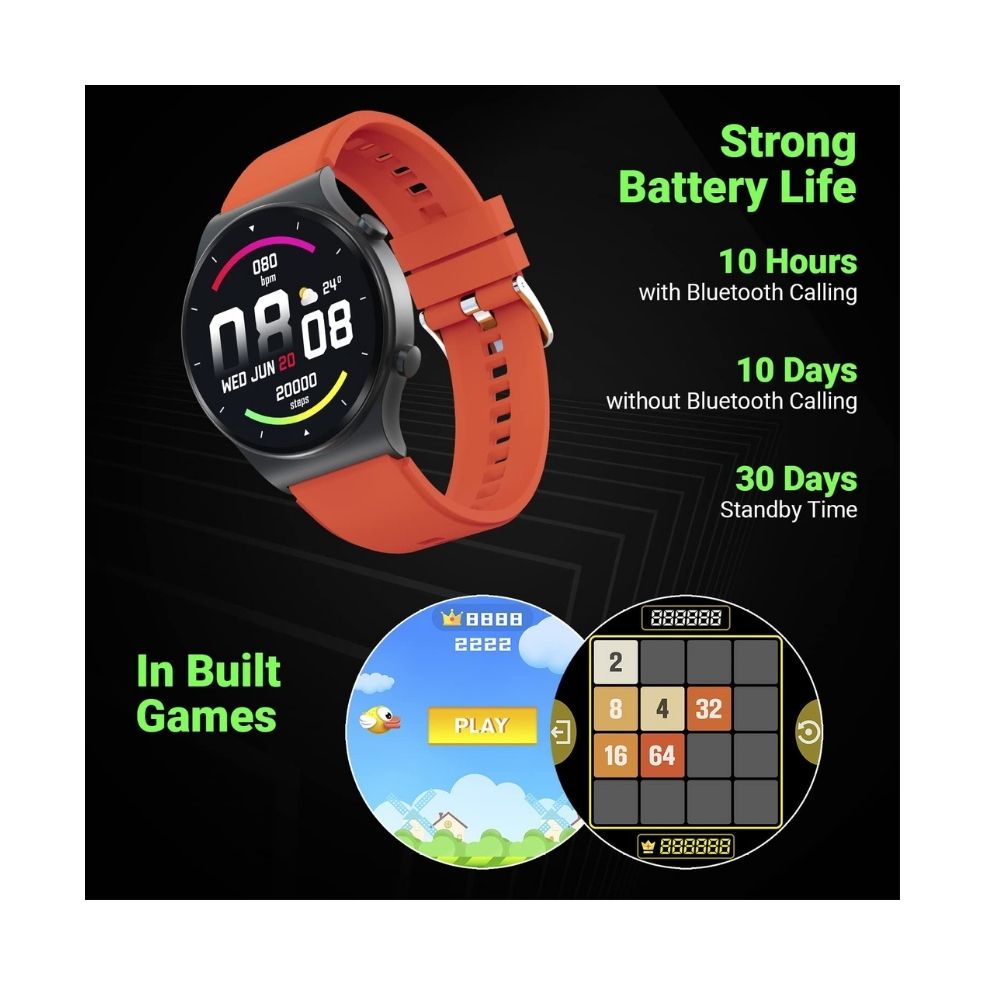 Strong
Battery Life
10 Hours
with Bluetooth Calling
10 Days
without Bluetooth Calling
30 Days
Standby Time
080
bpm
24°
08 08
WED JUN 20
20000
steps
In Built
Games
8888
2222
PLAY
888888
2
8 4 32
16 64
888888